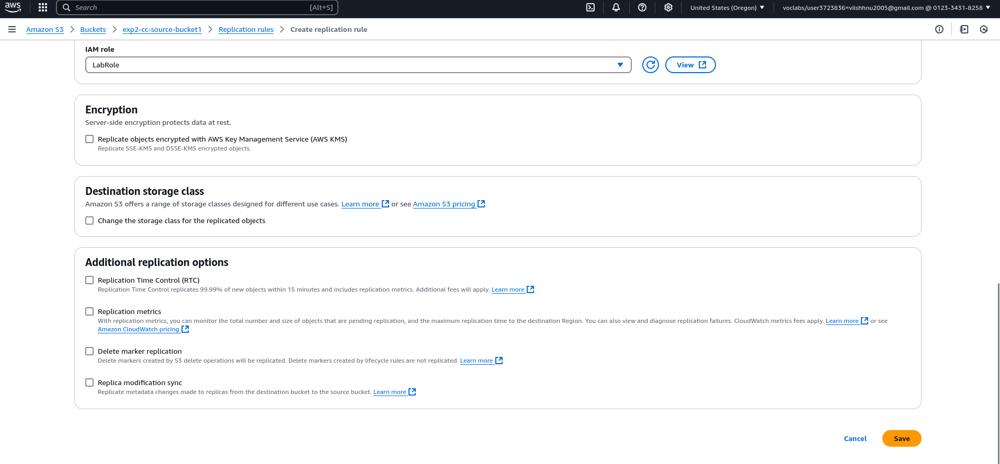 aws
Search [Alt+S]
United States (Oregon)
voclabs/user3723836=viishhnu2005@gmail.com @ 0123-3431-8258
Amazon S3 > Buckets > exp2-cc-source-bucket1 > Replication rules > Create replication rule
IAM role
LabRole
View
Encryption
Server-side encryption protects data at rest.
Replicate objects encrypted with AWS Key Management Service (AWS KMS)
Replicate SSE-KMS and DSSE-KMS encrypted objects.
Destination storage class
Amazon S3 offers a range of storage classes designed for different use cases. Learn more or see Amazon S3 pricing
Change the storage class for the replicated objects
Additional replication options
Replication Time Control (RTC)
Replication Time Control replicates 99.99% of new objects within 15 minutes and includes replication metrics. Additional fees will apply. Learn more
Replication metrics
With replication metrics, you can monitor the total number and size of objects that are pending replication, and the maximum replication time to the destination Region. You can also view and diagnose replication failures. CloudWatch metrics fees apply. Learn more or see
Amazon CloudWatch pricing
Delete marker replication
Delete markers created by S3 delete operations will be replicated. Delete markers created by lifecycle rules are not replicated. Learn more
Replica modification sync
Replicate metadata changes made to replicas from the destination bucket to the source bucket. Learn more
Cancel
Save